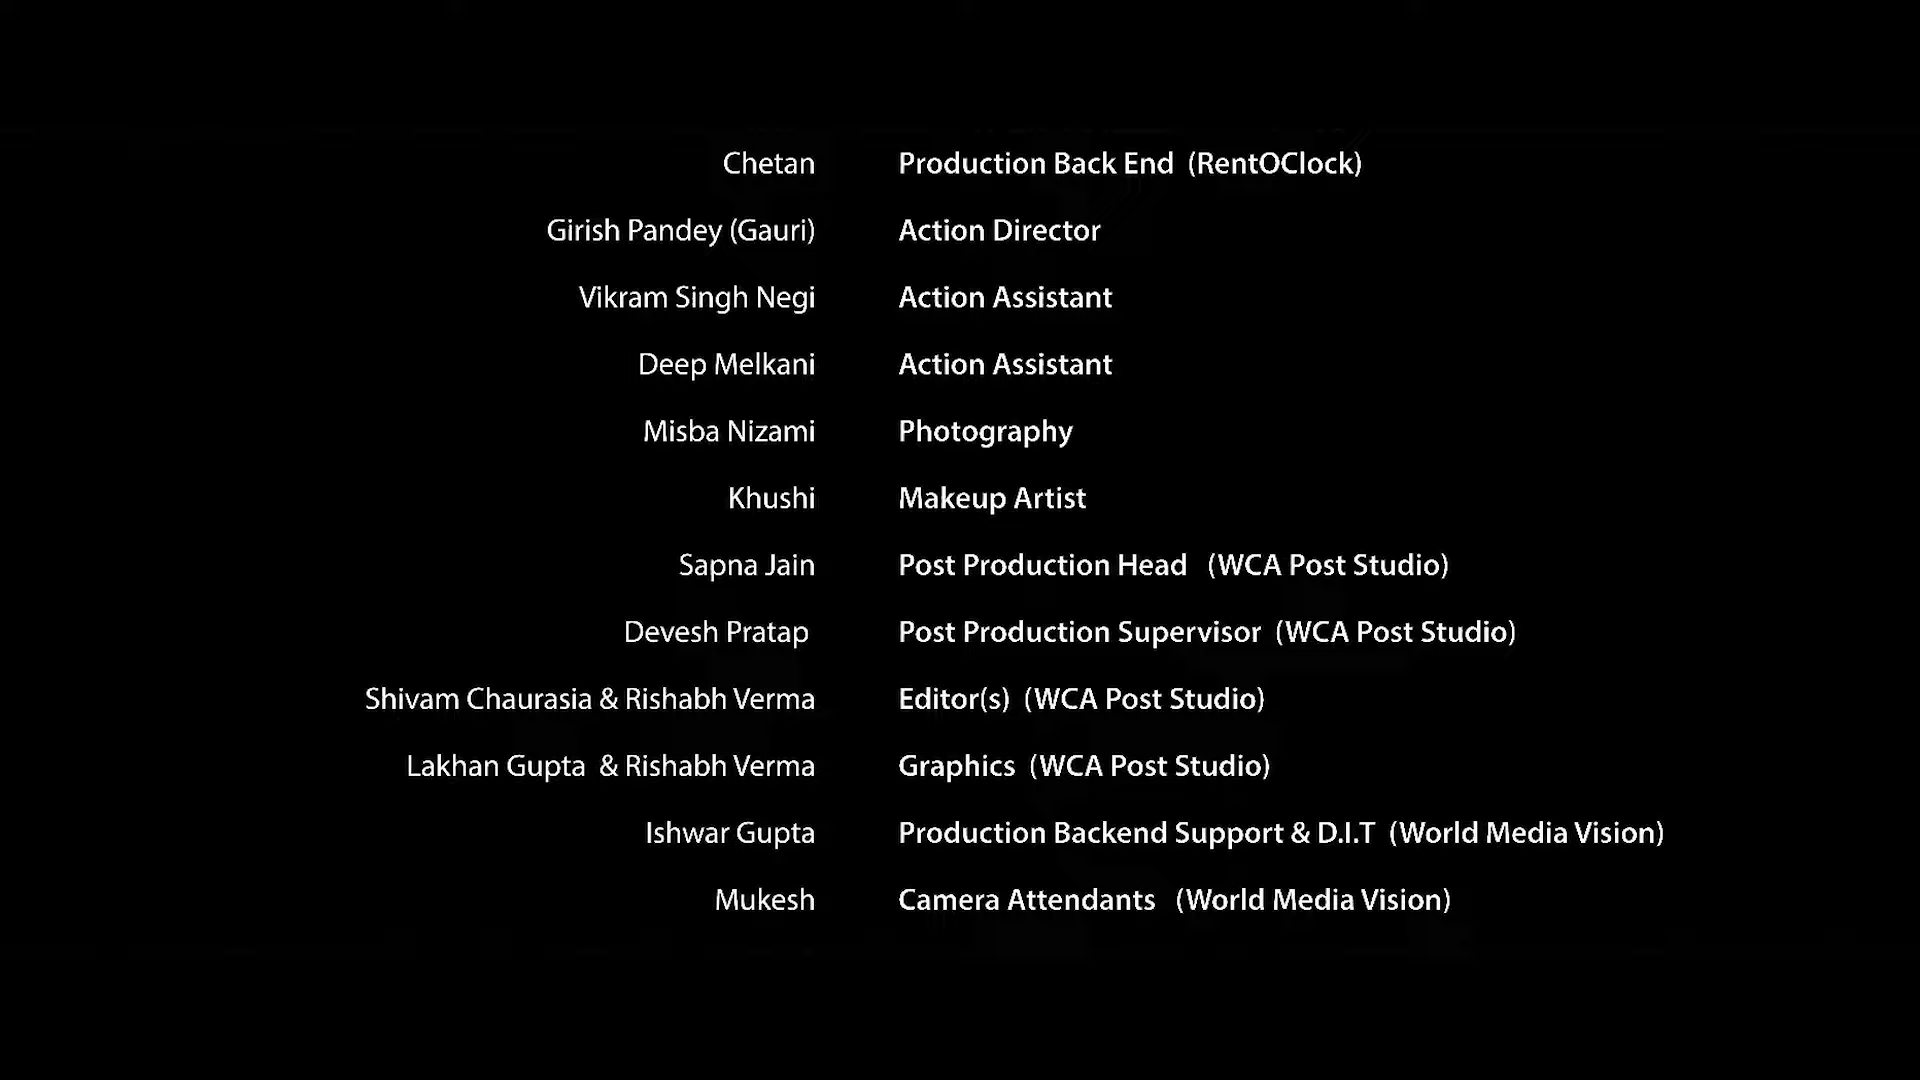 Chetan Production Back End (RentOClock)
Girish Pandey (Gauri) Action Director
Vikram Singh Negi Action Assistant
Deep Melkani Action Assistant
Misba Nizami Photography
Khushi Makeup Artist
Sapna Jain Post Production Head (WCA Post Studio)
Devesh Pratap Post Production Supervisor (WCA Post Studio)
Shivam Chaurasia & Rishabh Verma Editor(s) (WCA Post Studio)
Lakhan Gupta & Rishabh Verma Graphics (WCA Post Studio)
Ishwar Gupta Production Backend Support & D.I.T (World Media Vision)
Mukesh Camera Attendants (World Media Vision)